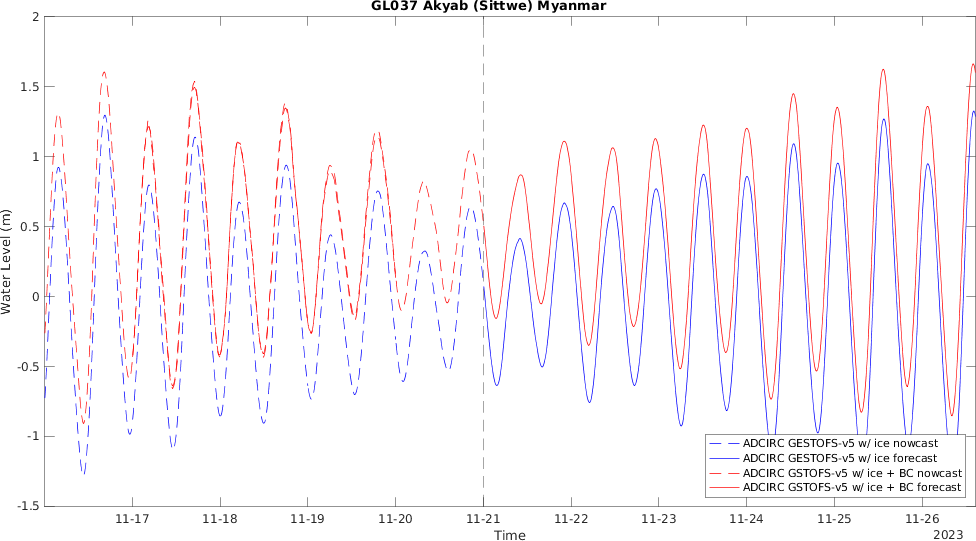 GL037 Akyab (Sittwe) Myanmar
2
1.5
1
0.5
0
-0.5
-1
-1.5
Water Level (m)
ADCIRC GESTOFS-v5 w/ ice nowcast
ADCIRC GESTOFS-v5 w/ ice forecast
ADCIRC GSTOFS-v5 w/ ice + BC nowcast
ADCIRC GSTOFS-v5 w/ ice + BC forecast
11-17 11-18 11-19 11-20 11-21 11-22 11-23 11-24 11-25 11-26
Time
2023